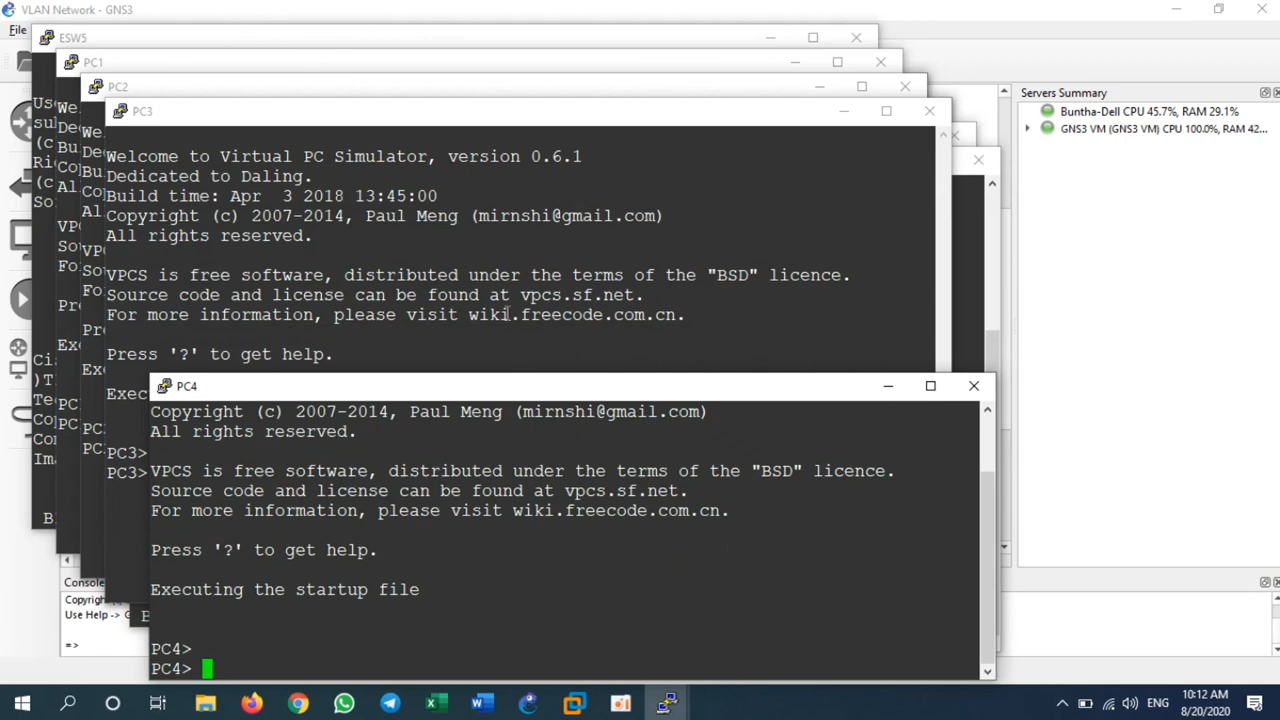 VLAN Network - GNS3
File
ESW5
PC1
PC2
PC3
Welcome to Virtual PC Simulator, version 0.6.1
Dedicated to Daling.
Build time: Apr  3 2018 13:45:00
Copyright (c) 2007-2014, Paul Meng (mirnshi@gmail.com)
All rights reserved.
VPCS is free software, distributed under the terms of the "BSD" licence.
Source code and license can be found at vpcs.sf.net.
For more information, please visit wiki.freecode.com.cn.
Press '?' to get help.
Exec
PC3>
PC3>
PC4
Copyright (c) 2007-2014, Paul Meng (mirnshi@gmail.com)
All rights reserved.
VPCS is free software, distributed under the terms of the "BSD" licence.
Source code and license can be found at vpcs.sf.net.
For more information, please visit wiki.freecode.com.cn.
Press '?' to get help.
Executing the startup file
PC4>
PC4>
Servers Summary
Buntha-Dell CPU 45.7%, RAM 29.1%
GNS3 VM (GNS3 VM) CPU 100.0%, RAM 42...
Console
Copyrigh
Use Help -> G
=>
ENG
10:12 AM
8/20/2020